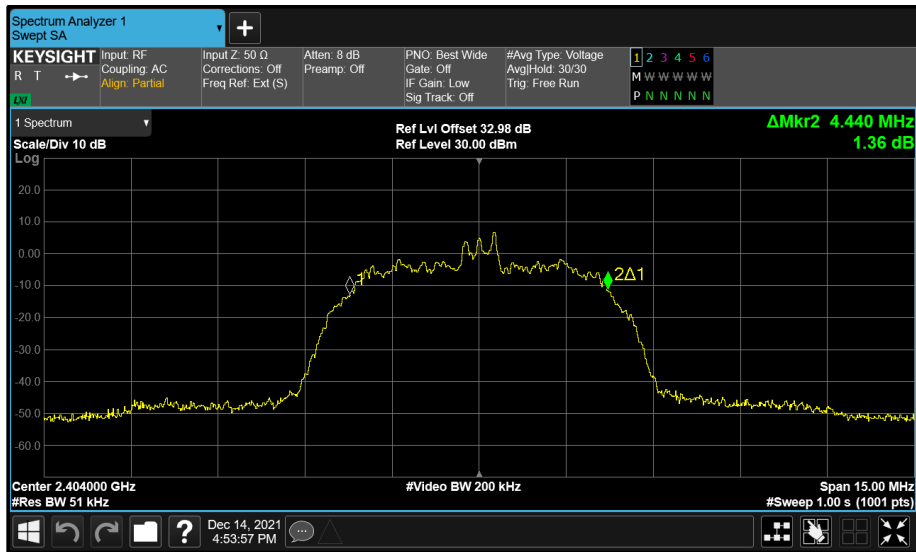 Spectrum Analyzer 1
Swept SA
+
KEYSIGHT
R T
LXI
Input: RF
Coupling: AC
Align: Partial
Input Z: 50 Ω
Corrections: Off
Freq Ref: Ext (S)
Atten: 8 dB
Preamp: Off
PNO: Best Wide
Gate: Off
IF Gain: Low
Sig Track: Off
#Avg Type: Voltage
Avg|Hold: 30/30
Trig: Free Run
1 2 3 4 5 6
M W W W W W W
P N N N N N N
1 Spectrum
Scale/Div 10 dB
Log
Ref Lvl Offset 32.98 dB
Ref Level 30.00 dBm
ΔMkr2 4.440 MHz
1.36 dB
20.0
10.0
0.00
-10.0
-20.0
-30.0
-40.0
-50.0
-60.0
1
2Δ1
Center 2.404000 GHz
#Res BW 51 kHz
#Video BW 200 kHz
Span 15.00 MHz
#Sweep 1.00 s (1001 pts)
?
Dec 14, 2021
4:53:57 PM